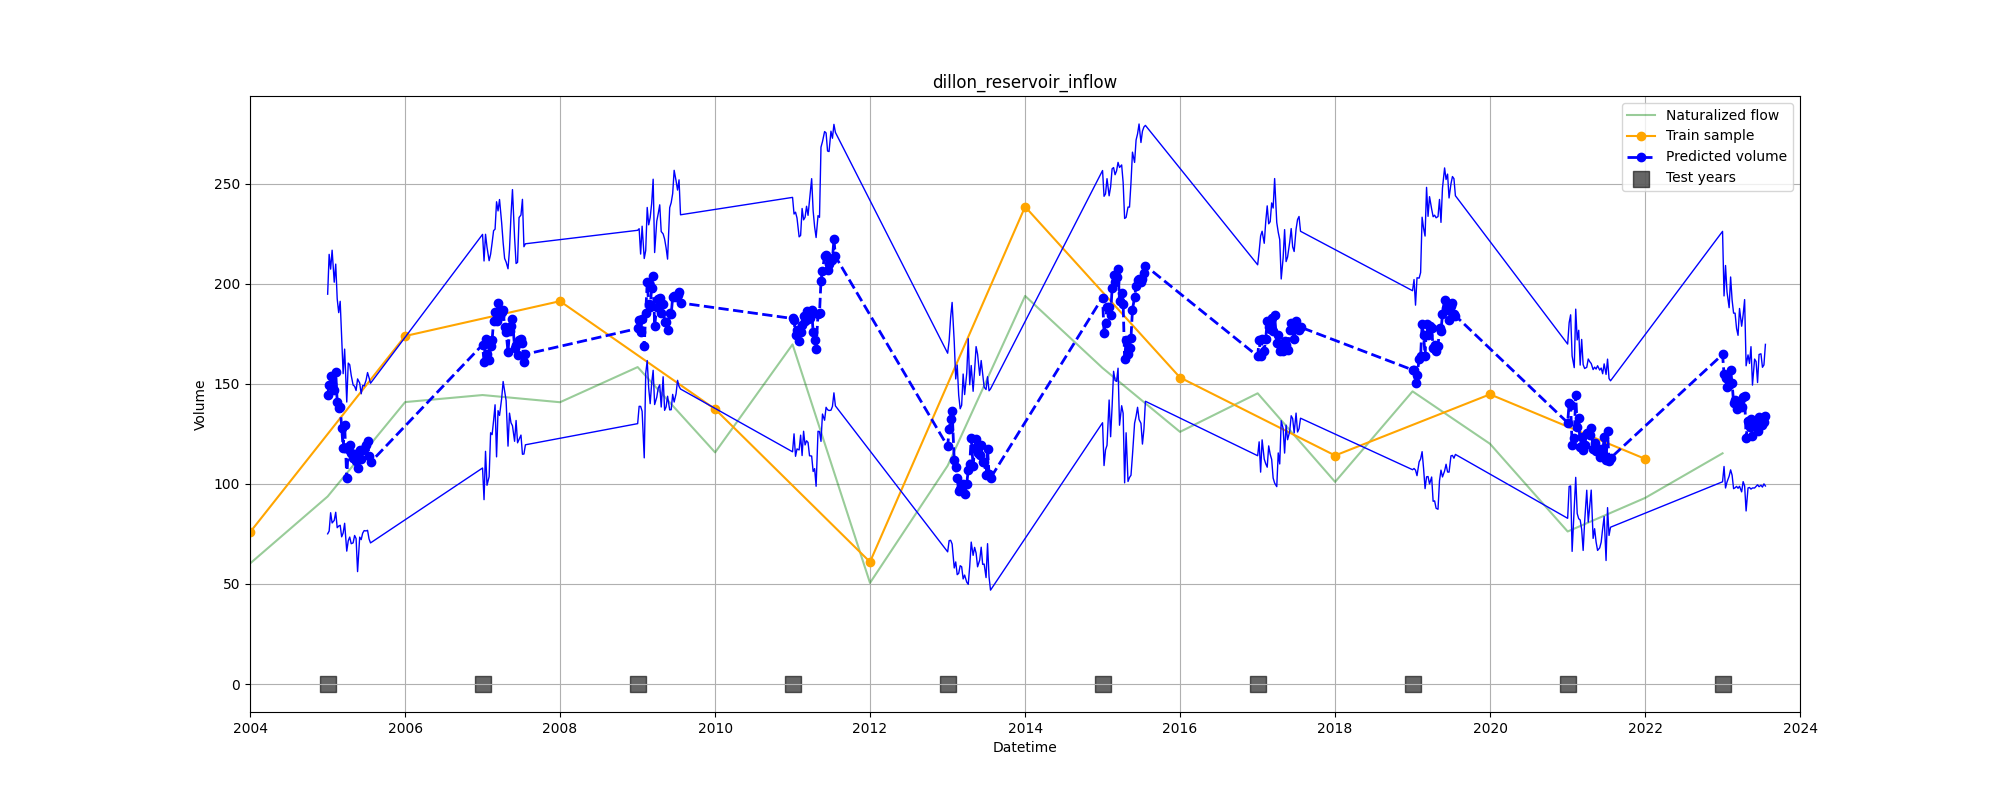 dillon_reservoir_inflow
Naturalized flow
Train sample
Predicted volume
Test years
Volume
250
200
150
100
50
0
2004 2006 2008 2010 2012 2014 2016 2018 2020 2022 2024
Datetime